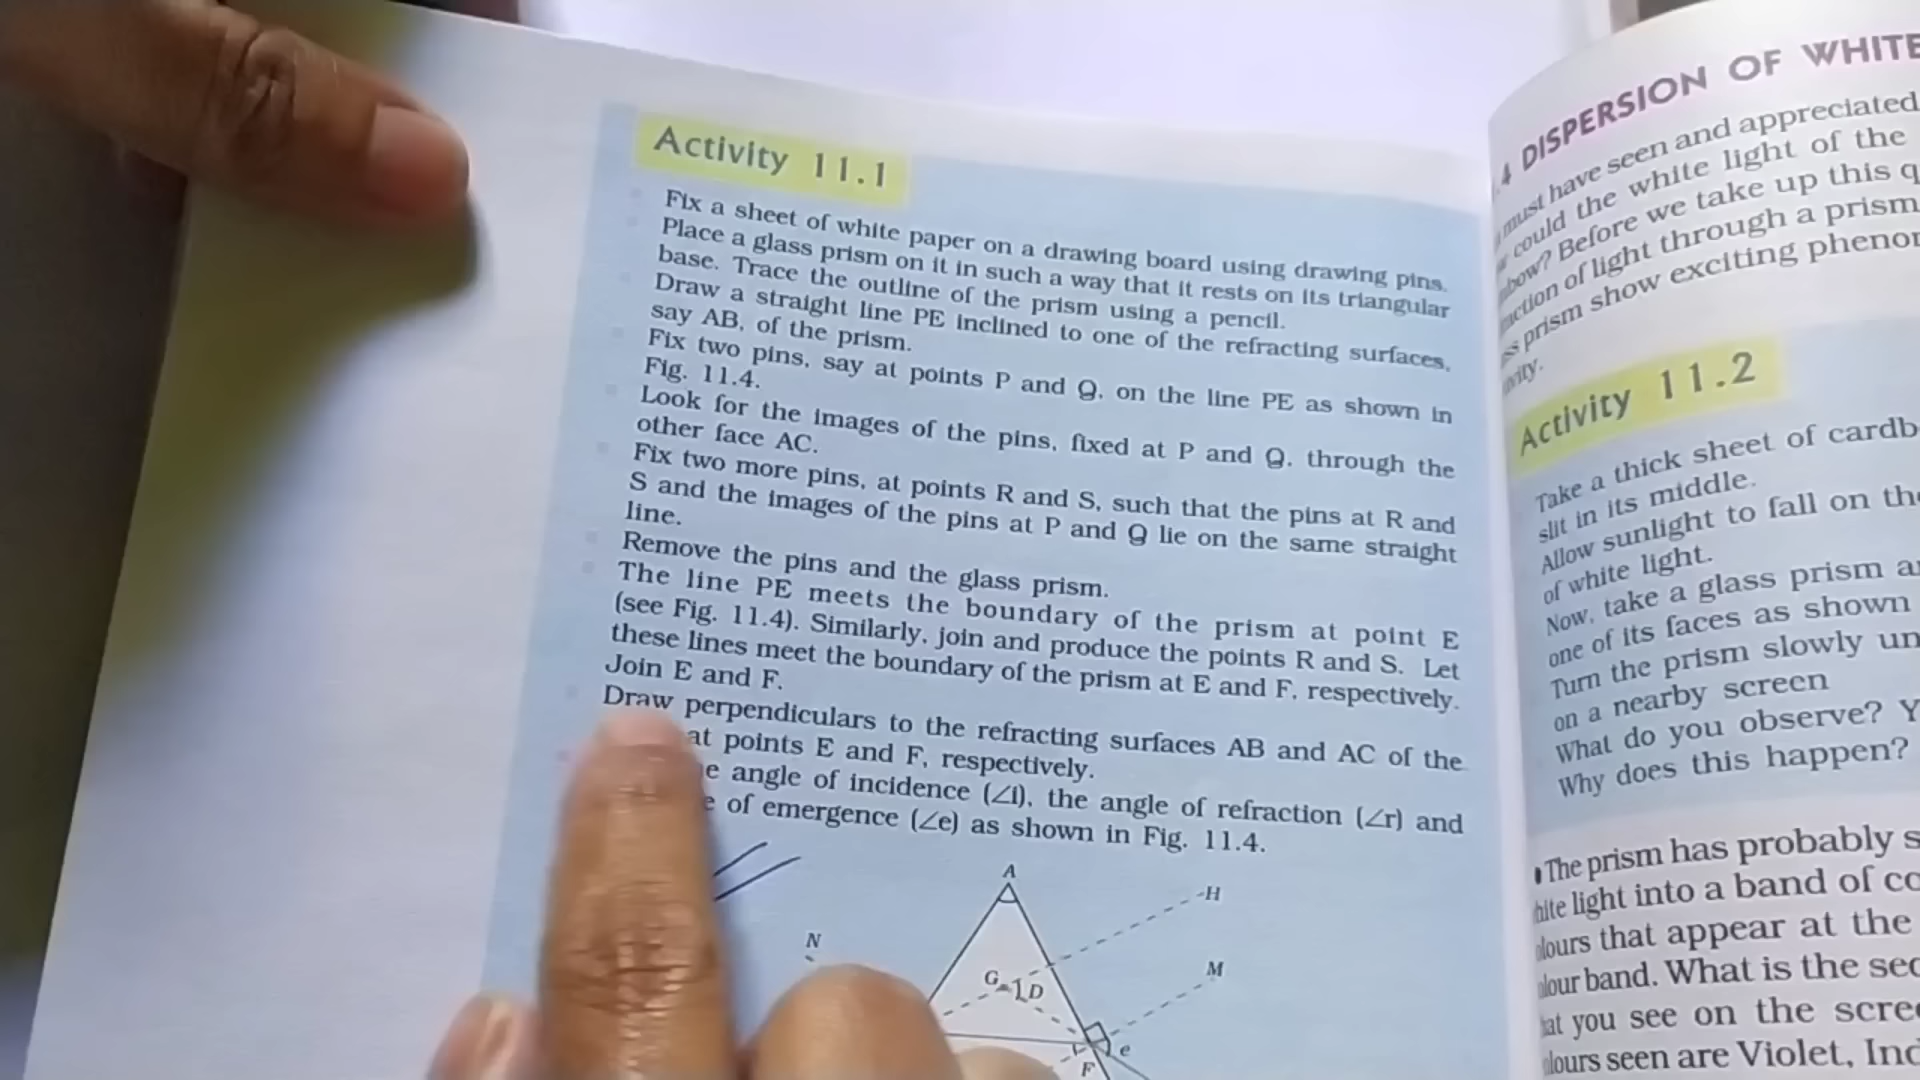 Activity 11.1
Fix a sheet of white paper on a drawing board using drawing pins.
Place a glass prism on it in such a way that it rests on its triangular
base. Trace the outline of the prism using a pencil.
Draw a straight line PE inclined to one of the refracting surfaces,
say AB, of the prism.
Fix two pins, say at points P and Q, on the line PE as shown in
Fig. 11.4.
Look for the images of the pins, fixed at P and Q, through the
other face AC.
Fix two more pins, at points R and S, such that the pins at R and
S and the images of the pins at P and Q lie on the same straight
line.
Remove the pins and the glass prism.
The line PE meets the boundary of the prism at point E
(see Fig. 11.4). Similarly, join and produce the points R and S. Let
these lines meet the boundary of the prism at E and F, respectively.
Join E and F.
Draw perpendiculars to the refracting surfaces AB and AC of the
at points E and F, respectively.
angle of incidence (∠i), the angle of refraction (∠r) and
of emergence (∠e) as shown in Fig. 11.4.
A
H
N
M
G
D
e
F
.4 DISPERSION OF WHITE
must have seen and appreciated
could the white light of the
Before we take up this
of light through a prism
prism show exciting
Activity 11.2
Take a thick sheet of
slit in its middle.
Allow sunlight to fall on
of white light.
Now, take a glass prism
one of its faces as shown
Turn the prism slowly
on a nearby screen
What do you observe?
Why does this happen?
The prism has probably
light into a band of
that appear at the
band. What is the
you see on the
seen are Violet,